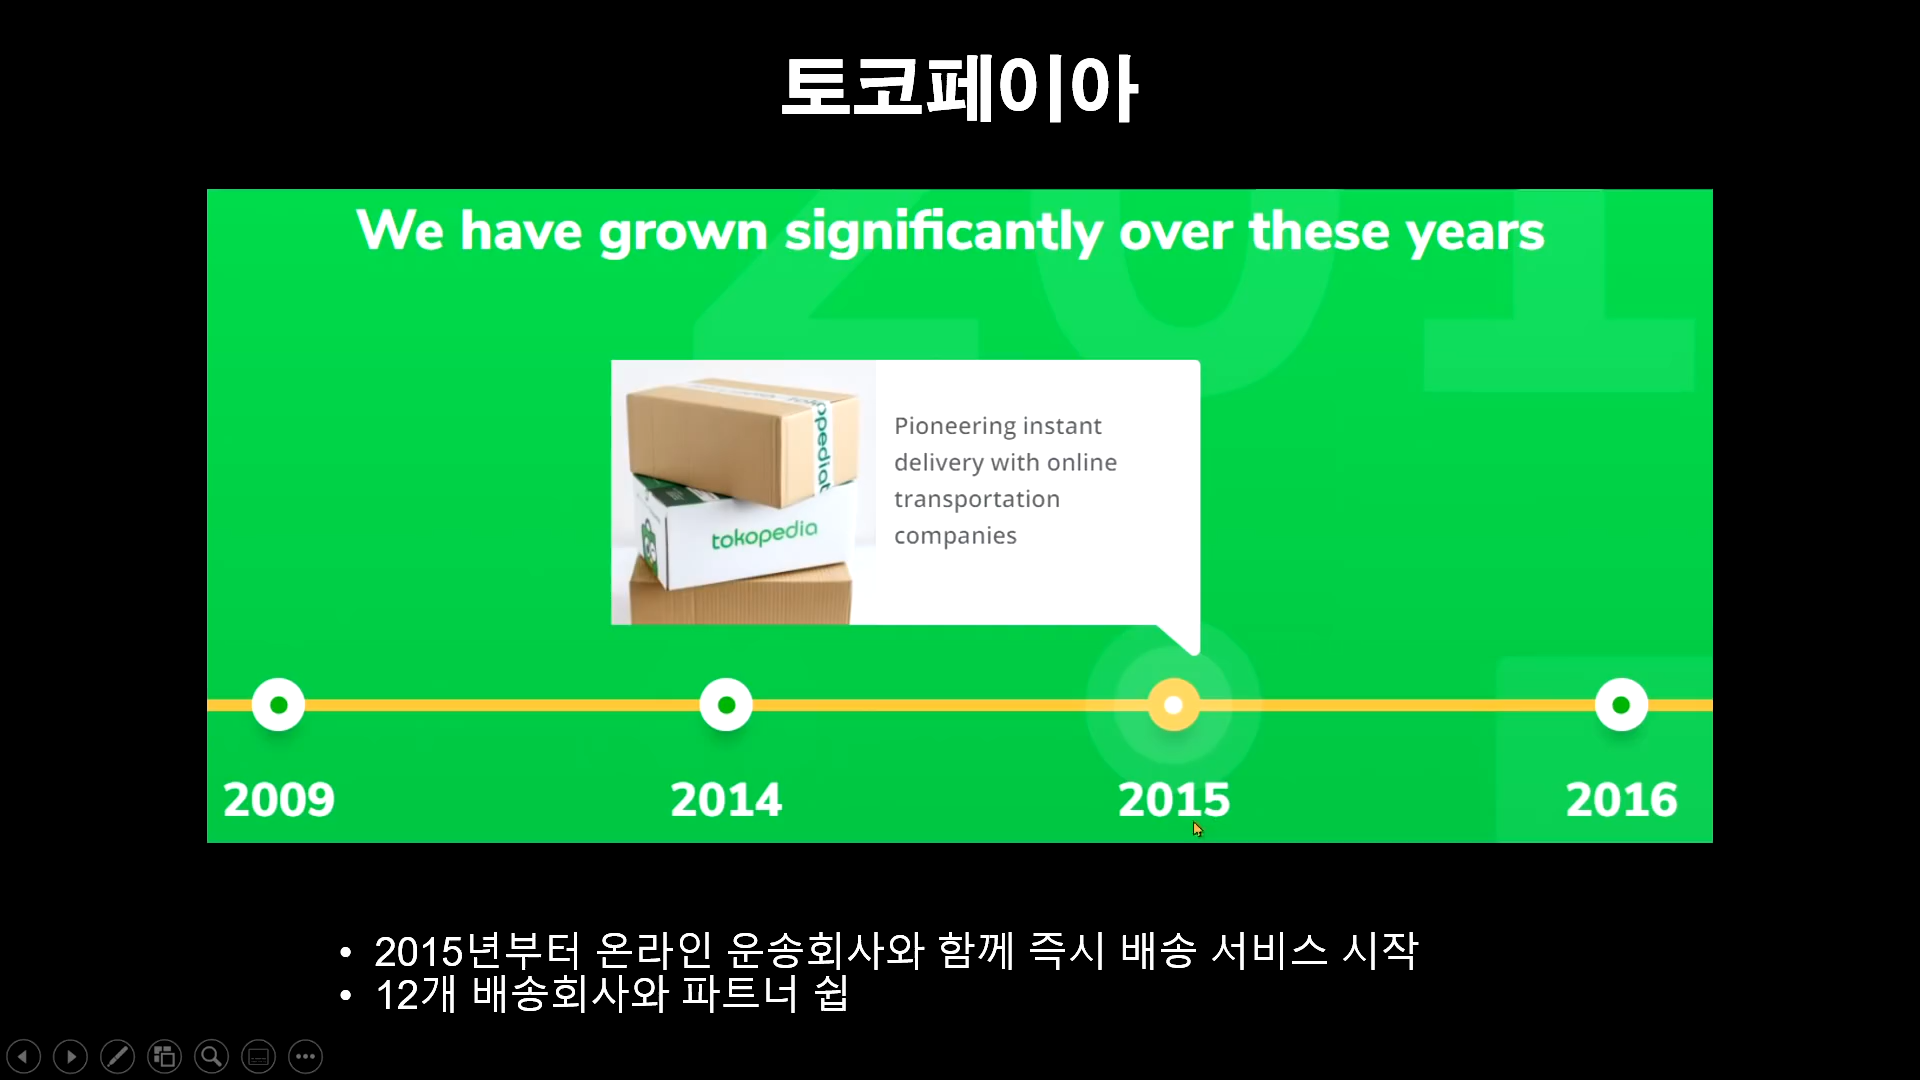 토코페이아
We have grown significantly over these years
Pioneering instant
delivery with online
transportation
companies
tokopedia
2009
2014
2015
2016
• 2015년부터 온라인 운송회사와 함께 즉시 배송 서비스 시작
• 12개 배송회사와 파트너 쉽